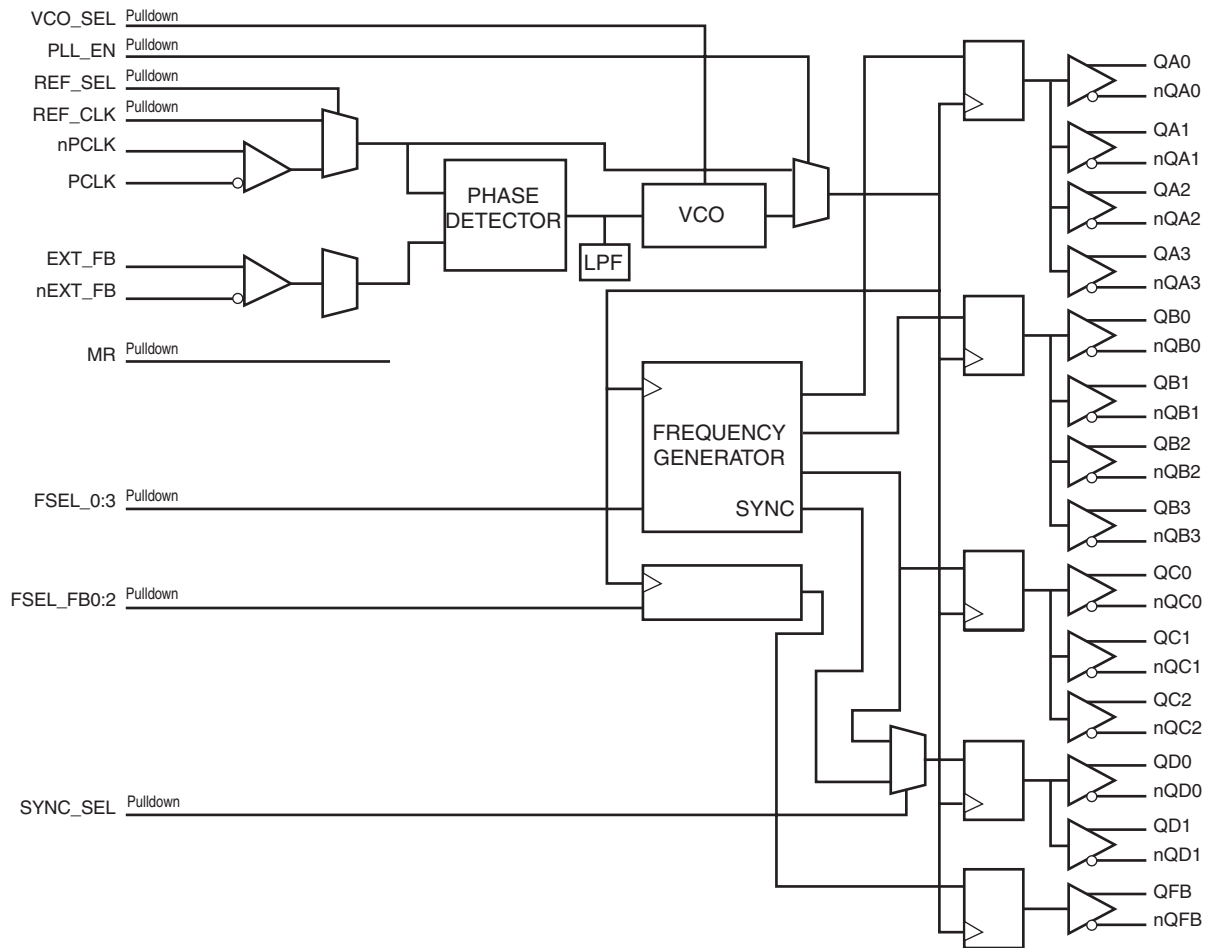 VCO_SEL Pulldown
PLL_EN Pulldown
REF_SEL Pulldown
REF_CLK Pulldown
nPCLK
PCLK
EXT_FB
nEXT_FB
MR Pulldown
FSEL_0:3 Pulldown
FSEL_FB0:2 Pulldown
SYNC_SEL Pulldown
PHASE
DETECTOR
LPF
VCO
FREQUENCY
GENERATOR
SYNC
QA0
nQA0
QA1
nQA1
QA2
nQA2
QA3
nQA3
QB0
nQB0
QB1
nQB1
QB2
nQB2
QB3
nQB3
QC0
nQC0
QC1
nQC1
QC2
nQC2
QD0
nQD0
QD1
nQD1
QFB
nQFB